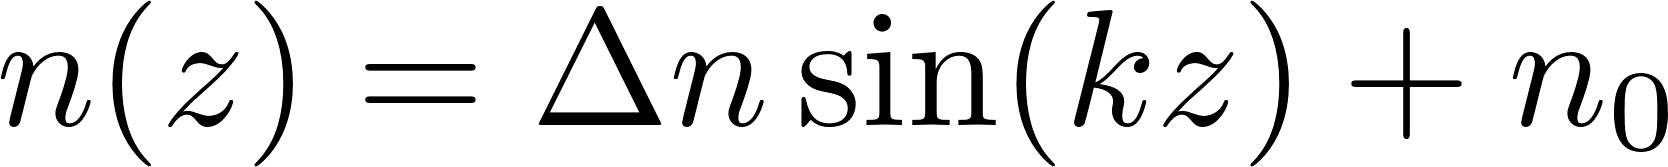 n(z) = Δn sin(kz) + n₀